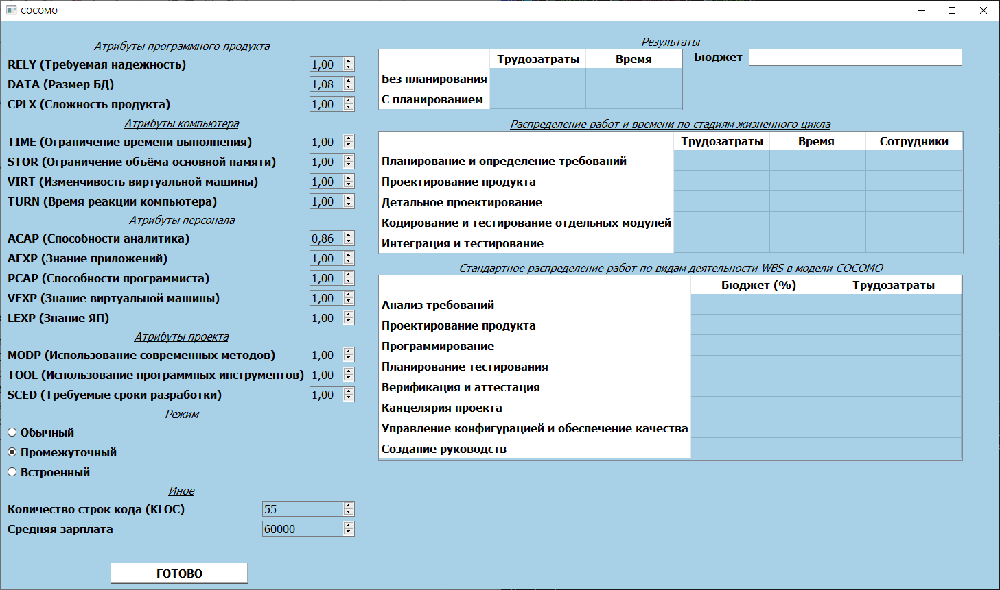 COCOMO
Атрибуты программного продукта
RELY (Требуемая надежность) 1,00
DATA (Размер БД) 1,08
CPLX (Сложность продукта) 1,00
Атрибуты компьютера
TIME (Ограничение времени выполнения) 1,00
STOR (Ограничение объёма основной памяти) 1,00
VIRT (Изменчивость виртуальной машины) 1,00
TURN (Время реакции компьютера) 1,00
Атрибуты персонала
ACAP (Способности аналитика) 0,86
AEXP (Знание приложений) 1,00
PCAP (Способности программиста) 1,00
VEXP (Знание виртуальной машины) 1,00
LEXP (Знание ЯП) 1,00
Атрибуты проекта
MODP (Использование современных методов) 1,00
TOOL (Использование программных инструментов) 1,00
SCED (Требуемые сроки разработки) 1,00
Режим
Обычный
Промежуточный
Встроенный
Иное
Количество строк кода (KLOC) 55
Средняя зарплата 60000
ГОТОВО
Результаты
Трудозатраты Время
Без планирования
С планированием
Бюджет
Распределение работ и времени по стадиям жизненного цикла
Трудозатраты Время Сотрудники
Планирование и определение требований
Проектирование продукта
Детальное проектирование
Кодирование и тестирование отдельных модулей
Интеграция и тестирование
Стандартное распределение работ по видам деятельности WBS в модели COCOMO
Бюджет (%) Трудозатраты
Анализ требований
Проектирование продукта
Программирование
Планирование тестирования
Верификация и аттестация
Канцелярия проекта
Управление конфигурацией и обеспечение качества
Создание руководств